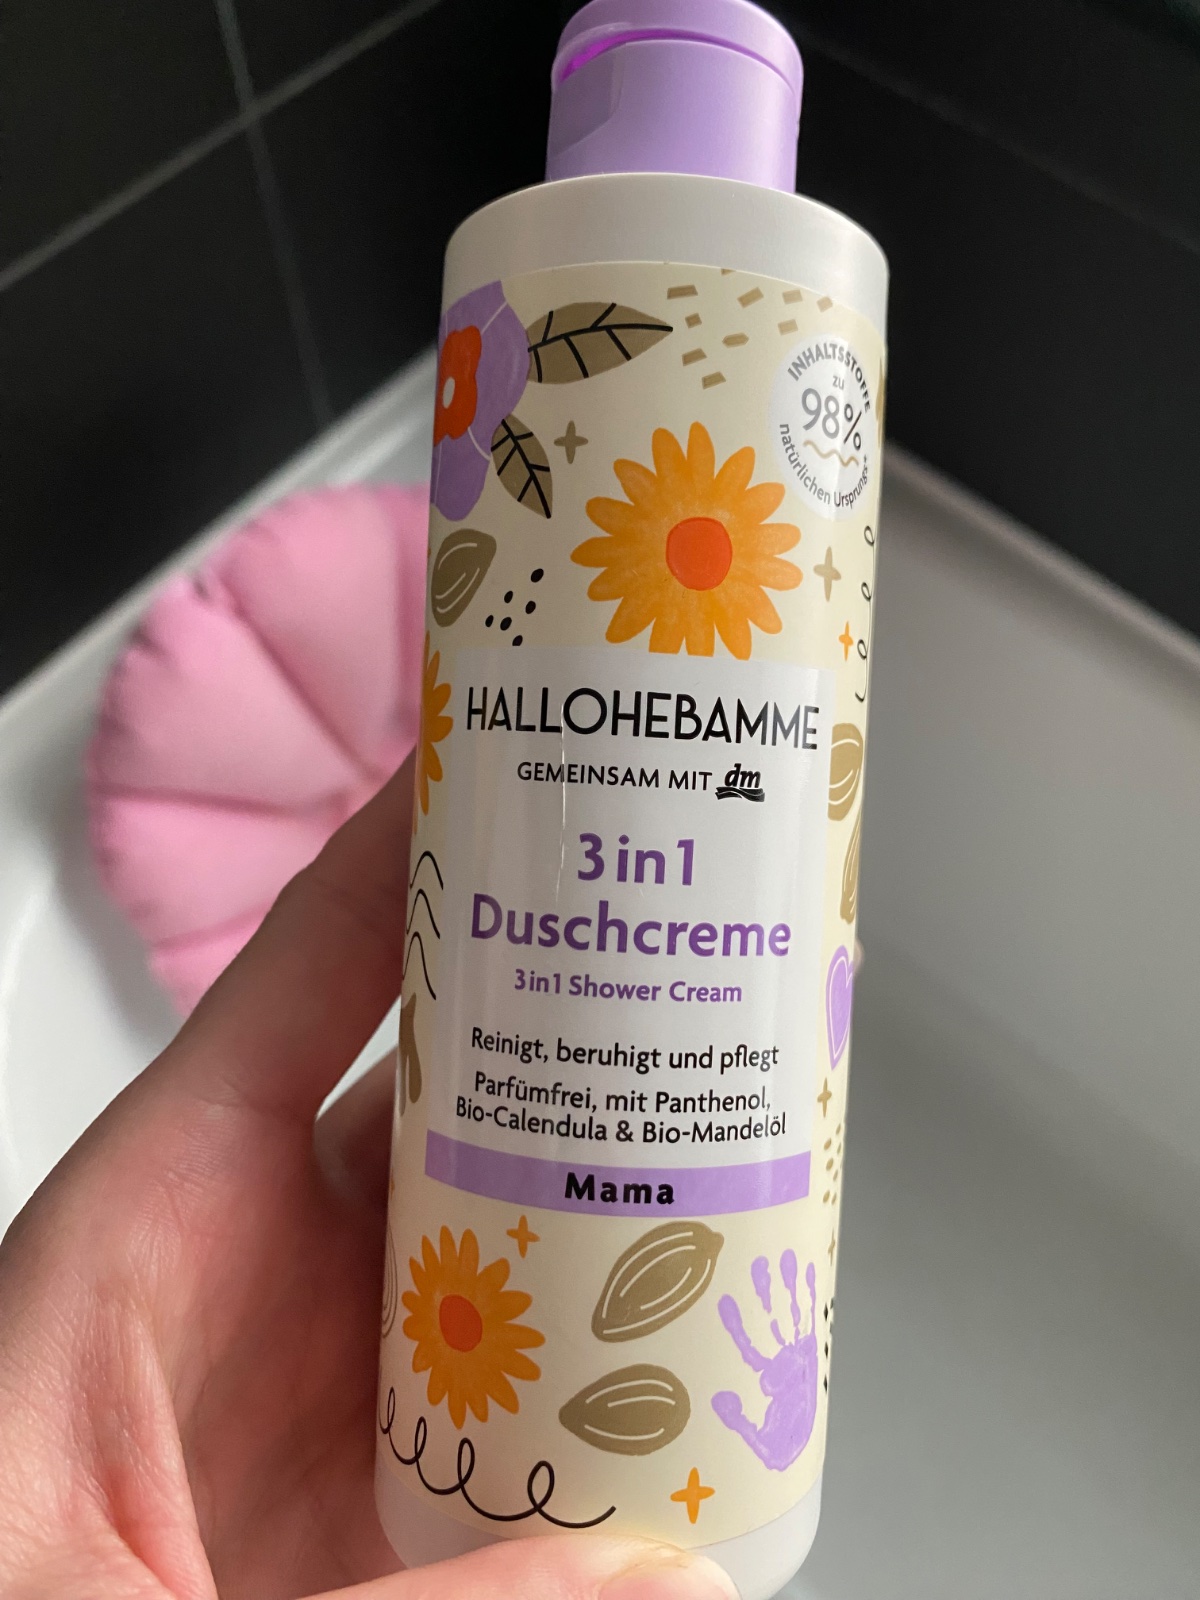 INHALTSSTOFFE
zu
98%
natürlichen Ursprungs*
HALLOHEBAMME
GEMEINSAM MIT dm
3in1
Duschcreme
3in1 Shower Cream
Reinigt, beruhigt und pflegt
Parfümfrei, mit Panthenol,
Bio-Calendula & Bio-Mandelöl
Mama